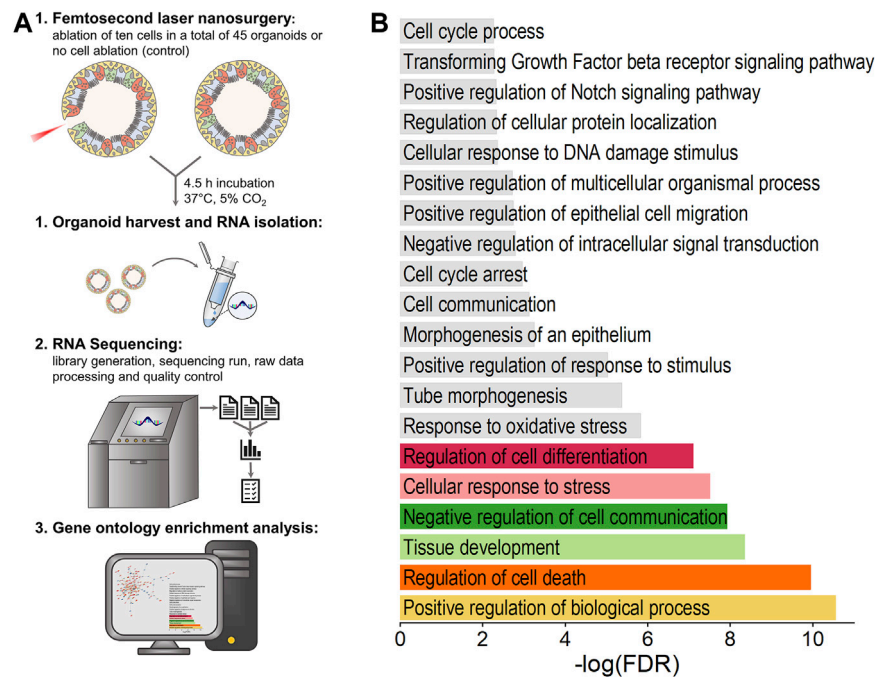 A
1. Femtosecond laser nanosurgery:
ablation of ten cells in a total of 45 organoids or
no cell ablation (control)
4.5 h incubation
37°C, 5% CO₂
1. Organoid harvest and RNA isolation:
2. RNA Sequencing:
library generation, sequencing run, raw data
processing and quality control
3. Gene ontology enrichment analysis:
B
Cell cycle process
Transforming Growth Factor beta receptor signaling pathway
Positive regulation of Notch signaling pathway
Regulation of cellular protein localization
Cellular response to DNA damage stimulus
Positive regulation of multicellular organismal process
Positive regulation of epithelial cell migration
Negative regulation of intracellular signal transduction
Cell cycle arrest
Cell communication
Morphogenesis of an epithelium
Positive regulation of response to stimulus
Tube morphogenesis
Response to oxidative stress
Regulation of cell differentiation
Cellular response to stress
Negative regulation of cell communication
Tissue development
Regulation of cell death
Positive regulation of biological process
0 2 4 6 8 10
-log(FDR)